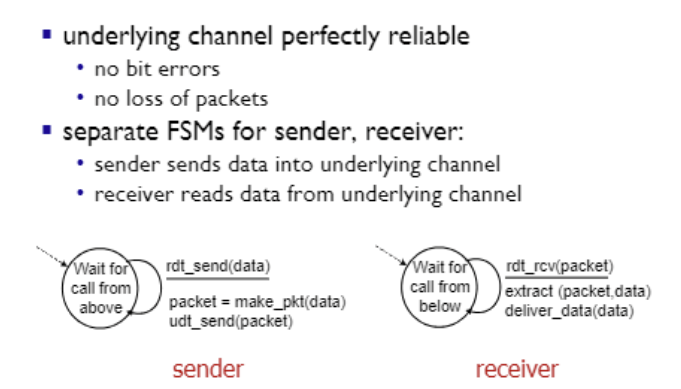 underlying channel perfectly reliable
no bit errors
no loss of packets
separate FSMs for sender, receiver:
sender sends data into underlying channel
receiver reads data from underlying channel
Wait for
call from
above
rdt_send(data)
packet = make_pkt(data)
udt_send(packet)
sender
Wait for
call from
below
rdt_rcv(packet)
extract (packet,data)
deliver_data(data)
receiver